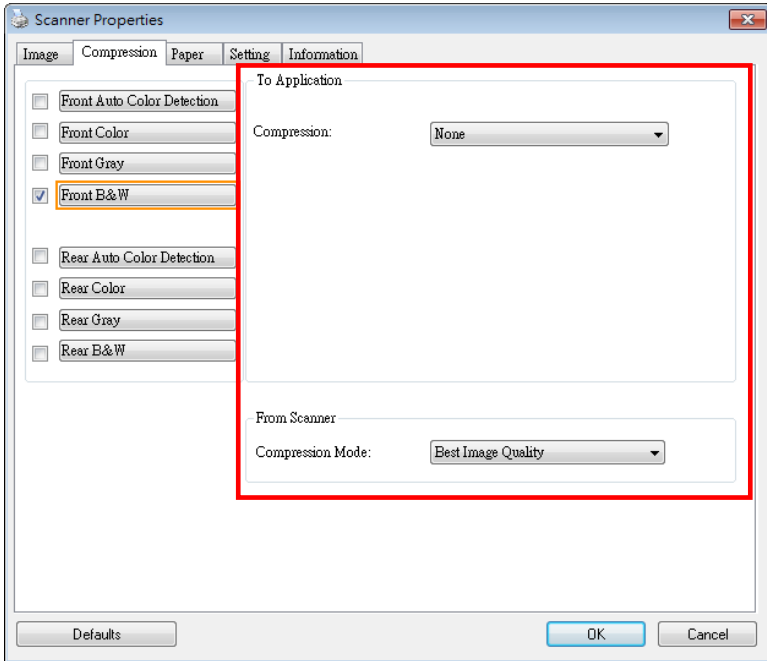 Scanner Properties
Image Compression Paper Setting Information
Front Auto Color Detection
Front Color
Front Gray
Front B&W
Rear Auto Color Detection
Rear Color
Rear Gray
Rear B&W
To Application
Compression: None
From Scanner
Compression Mode: Best Image Quality
Defaults OK Cancel